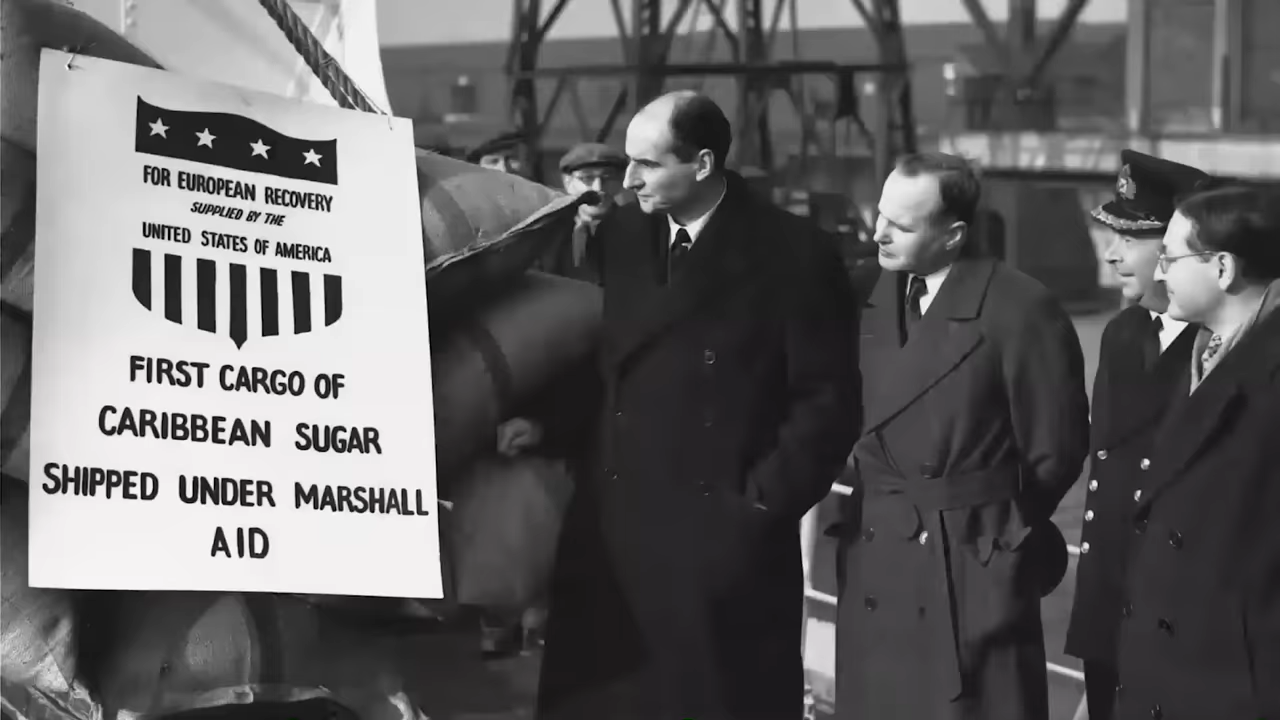 FOR EUROPEAN RECOVERY
SUPPLIED BY THE
UNITED STATES OF AMERICA
FIRST CARGO OF
CARIBBEAN SUGAR
SHIPPED UNDER MARSHALL
AID